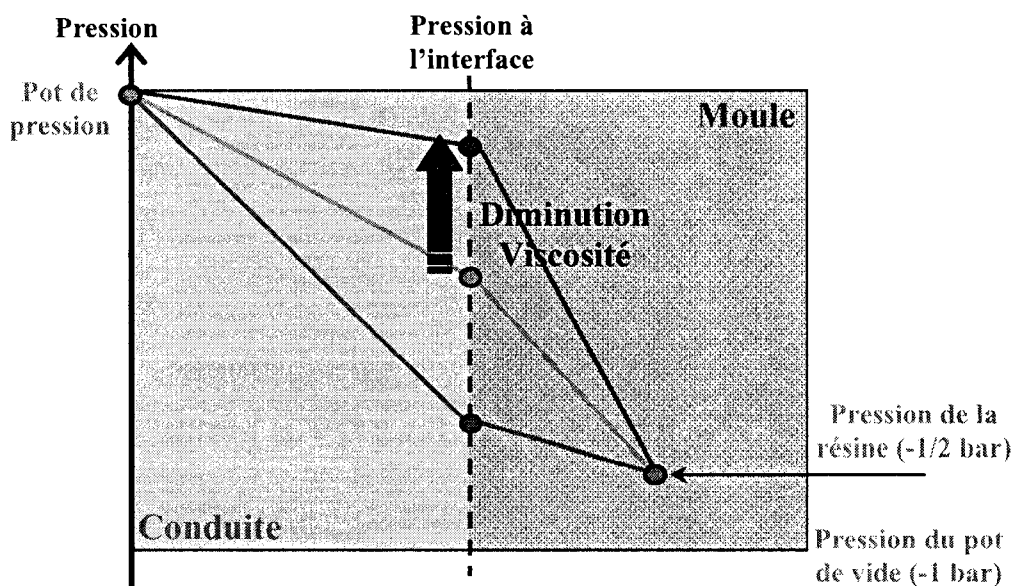 Pression
Pression à
l'interface
Pot de
pression
Moule
Diminution
Viscosité
Pression de la
résine (-1/2 bar)
Conduite
Pression du pot
de vide (-1 bar)